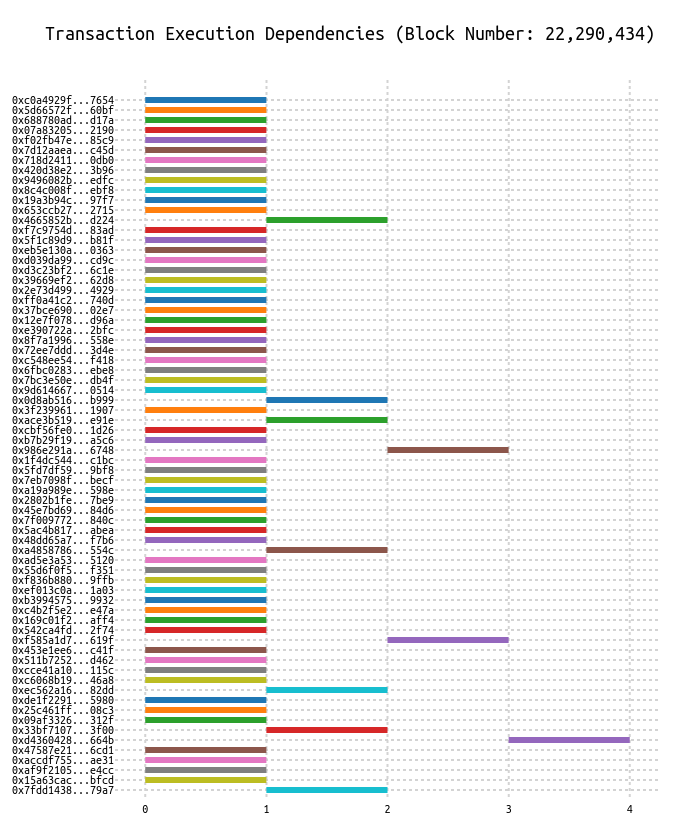 Transaction Execution Dependencies (Block Number: 22,290,434)
0xc0a4929f...7654
0x5d66572f...60bf
0x688780ad...d17a
0x07a83205...2190
0xf02fb47e...85c9
0x7d12aaea...c45d
0x718d2411...0db0
0x420d38e2...3b96
0x9496082b...edfc
0x8c4c008f...ebf8
0x19a3b94c...97f7
0x653ccb27...2715
0x4665852b...d224
0xf7c9754d...83ad
0x5f1c89d9...b81f
0xeb5e130a...0363
0xd039da99...cd9c
0xd3c23bf2...6c1e
0x39669ef2...62d8
0x2e73d499...4929
0xff0a41c2...740d
0x37bce690...02e7
0x12e7f078...d96a
0xe390722a...2bfc
0x8f7a1996...558e
0x72ee7ddd...3d4e
0xc548ee54...f418
0x6fbc0283...ebe8
0x7bc3e50e...db4f
0x9d614667...0514
0x0d8ab516...b999
0x3f239961...1907
0xace3b519...e91e
0xcbf56fe0...1d26
0xb7b29f19...a5c6
0x986e291a...6748
0x1f4dc544...c1bc
0x5fd7df59...9bf8
0x7eb7098f...becf
0xa19a989e...598e
0x2802b1fe...7be9
0x45e7bd69...84d6
0x7f009772...840c
0x5ac4b817...abea
0x48dd65a7...f7b6
0xa4858786...554c
0xad5e3a53...5120
0x55d6f0f5...f351
0xf836b880...9ffb
0xef013c0a...1a03
0xb3994575...9932
0xc4b2f5e2...e47a
0x169c01f2...aff4
0x542ca4fd...2f74
0xf585a1d7...619f
0x453e1ee6...c41f
0x511b7252...d462
0xcce41a10...115c
0xc6068b19...46a8
0xec562a16...82dd
0xde1f2291...5980
0x25c461ff...08c3
0x09af3326...312f
0x33bf7107...3f00
0xd4360428...664b
0x47587e21...6cd1
0xaccdf755...ae31
0xaf9f2105...e4cc
0x15a63cac...bfcd
0x7fdd1438...79a7
0 1 2 3 4